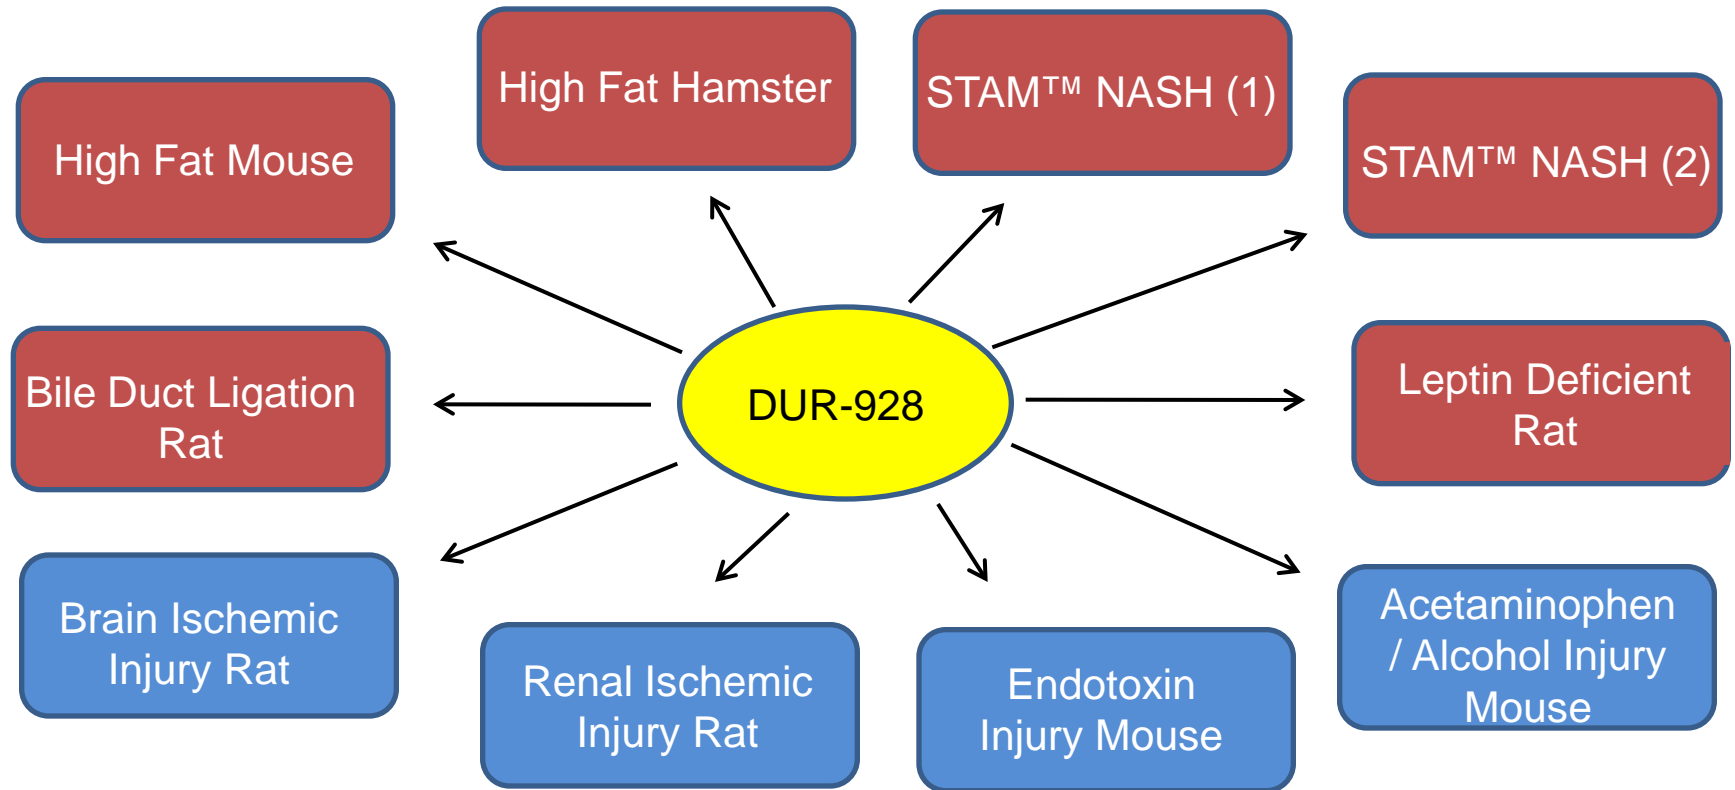 High Fat Mouse
High Fat Hamster
STAM™ NASH (1)
STAM™ NASH (2)
Bile Duct Ligation
Rat
DUR-928
Leptin Deficient
Rat
Brain Ischemic
Injury Rat
Renal Ischemic
Injury Rat
Endotoxin
Injury Mouse
Acetaminophen
/ Alcohol Injury
Mouse